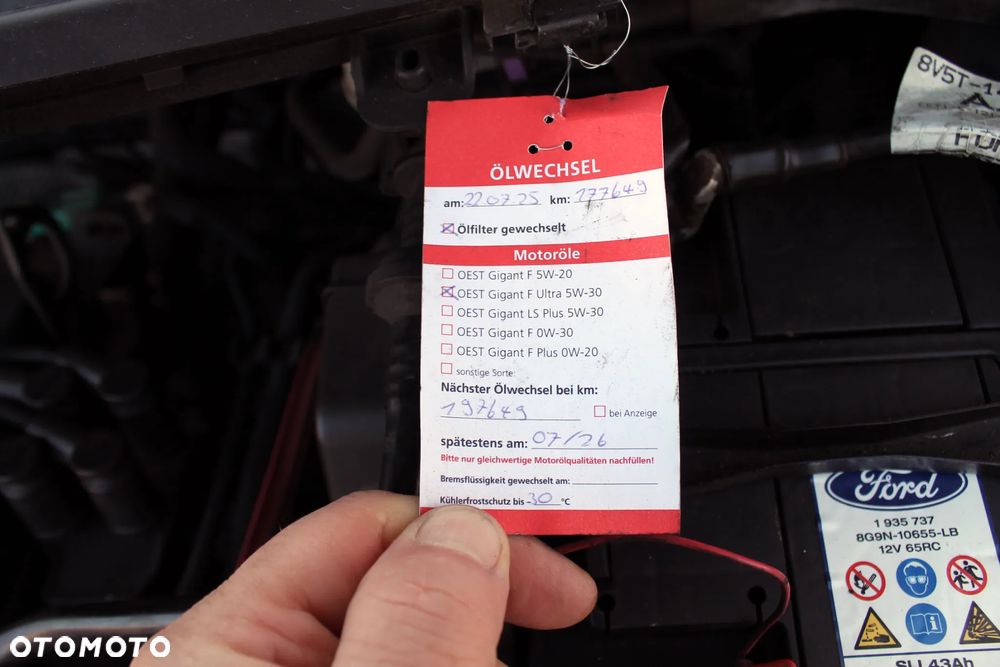 8V5T-1
ÖLWECHSEL
am: 22.07.25 km: 177649
Ölfilter gewechselt
Motoröle
OEST Gigant F 5W-20
OEST Gigant F Ultra 5W-30
OEST Gigant LS Plus 5W-30
OEST Gigant F 0W-30
OEST Gigant F Plus 0W-20
sonstige Sorte:
Nächster Ölwechsel bei km:
197649 bei Anzeige
spätestens am: 07/26
Bitte nur gleichwertige Motorölqualitäten nachfüllen!
Bremsflüssigkeit gewechselt am:
Kühlerfrostschutz bis -30 °C
Ford
1 935 737
8G9N-10655-LB
12V 65RC
43Ah
OTOMOTO